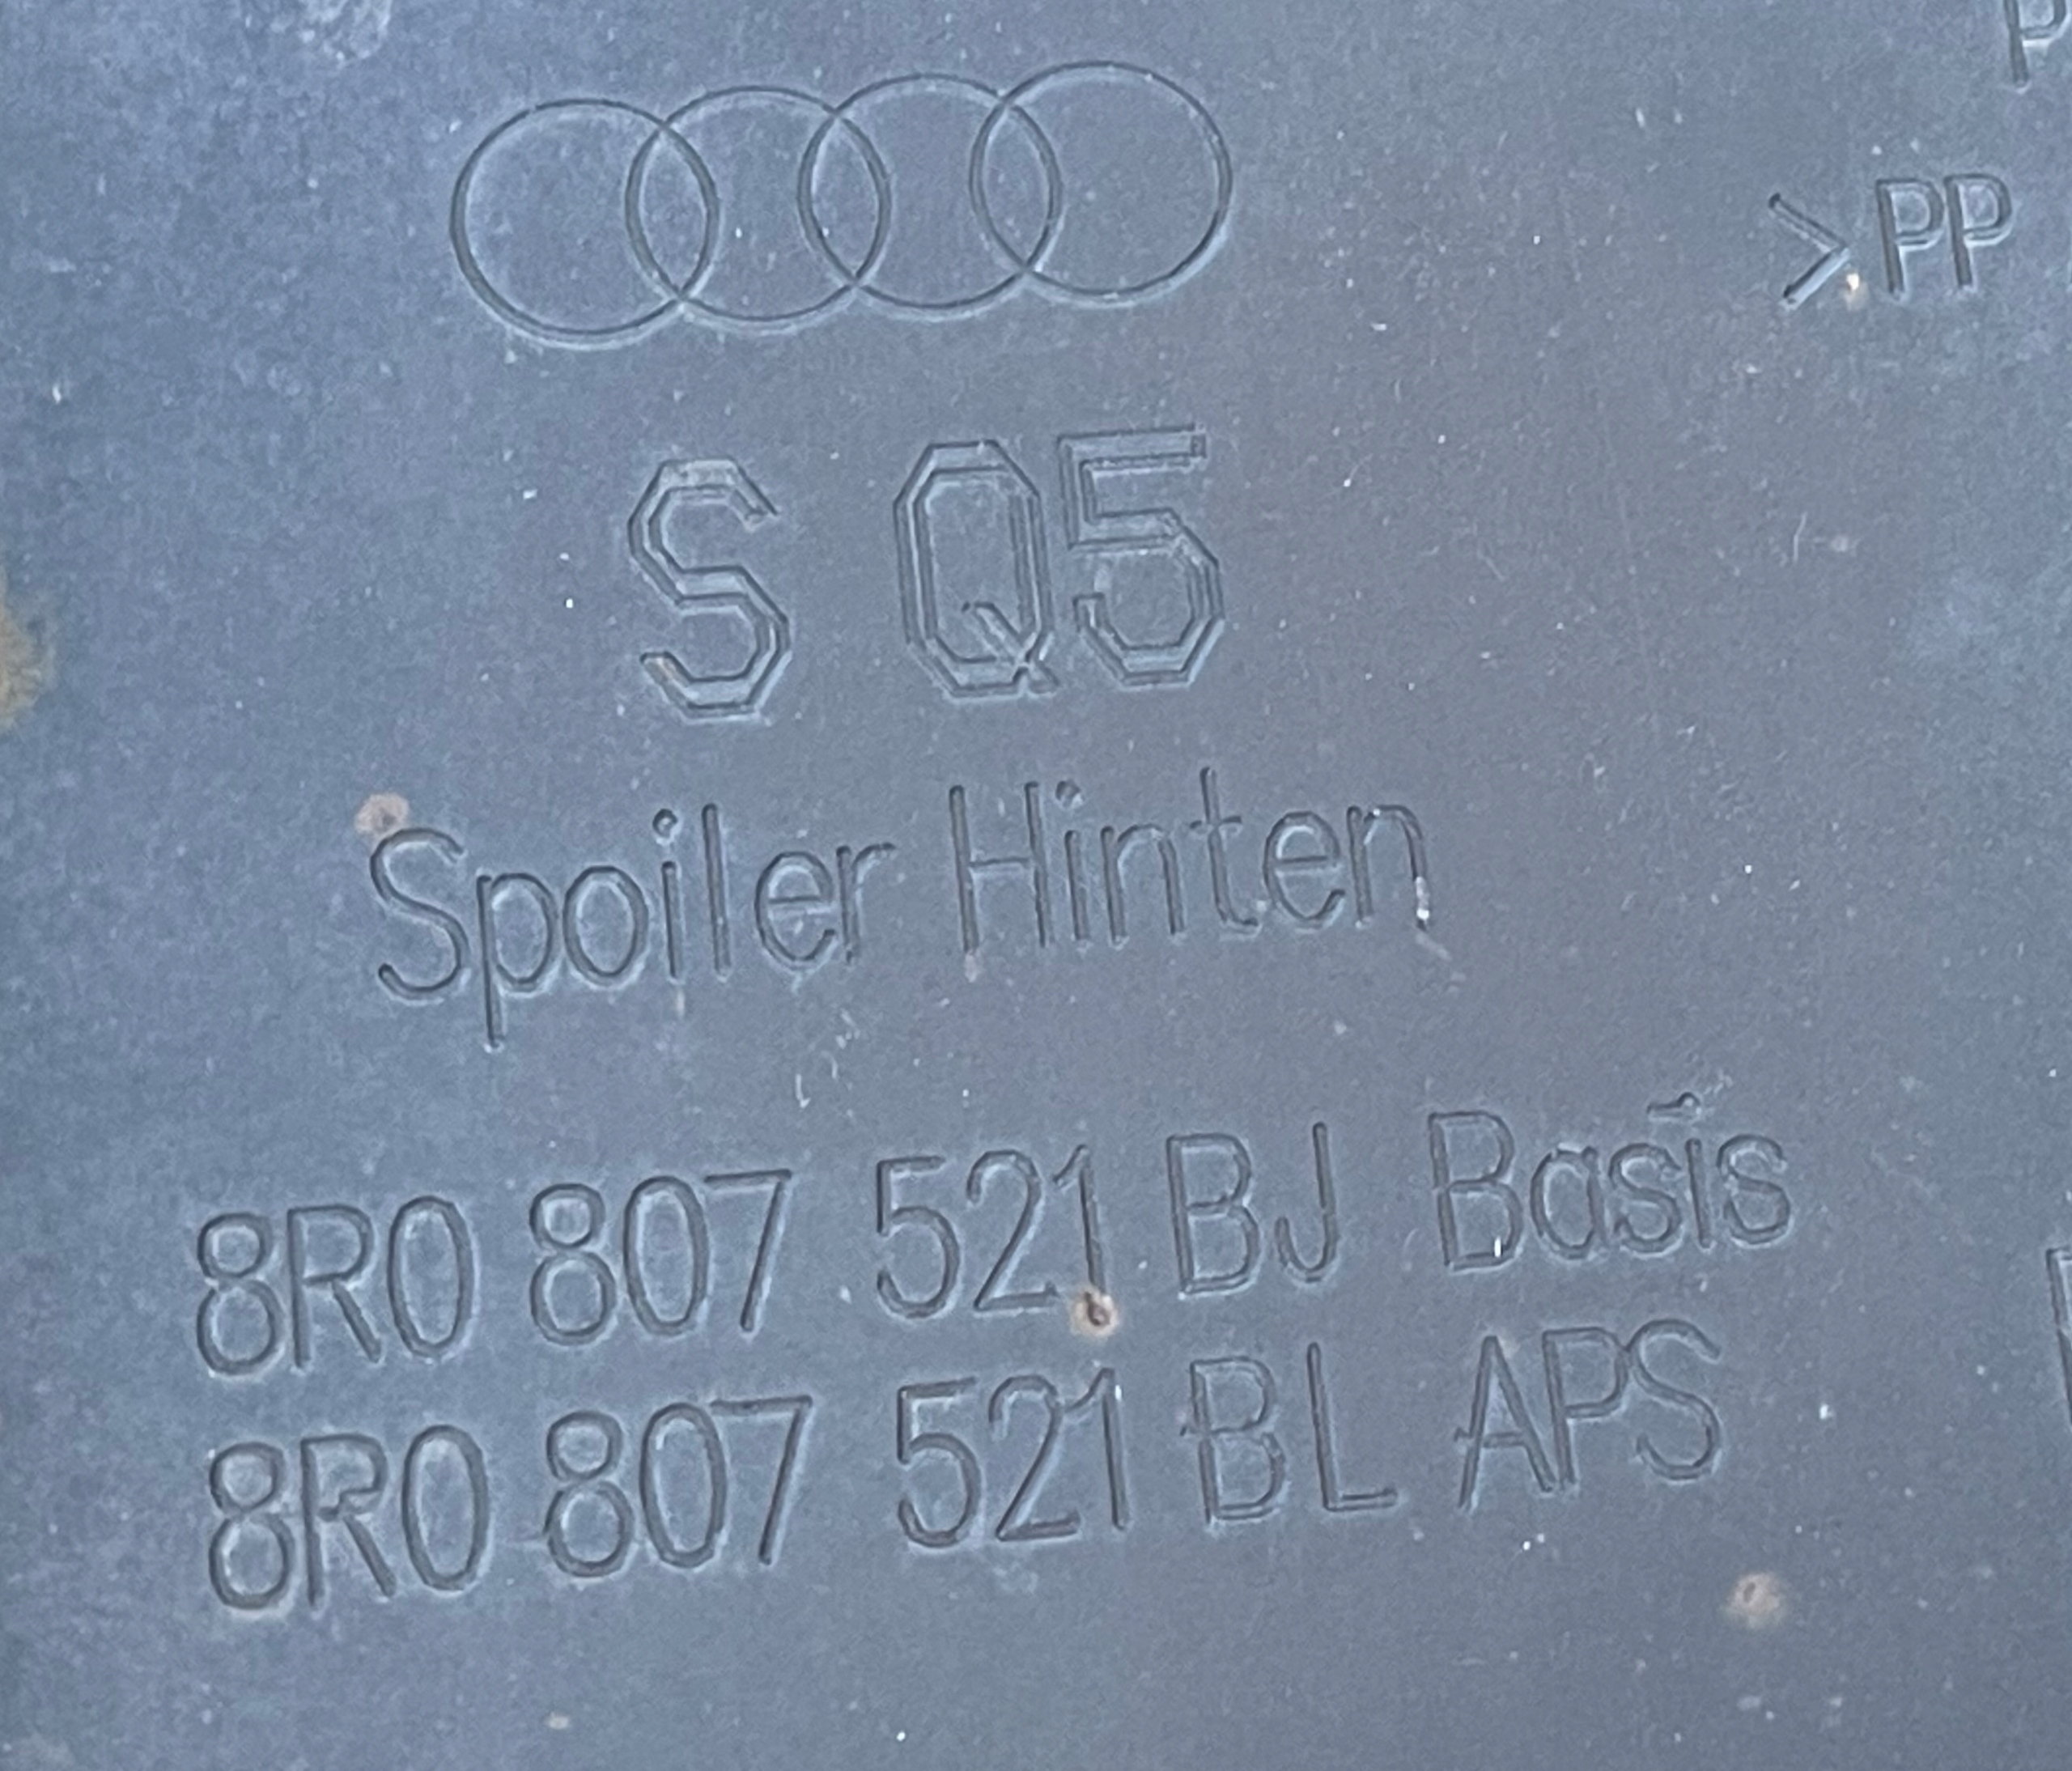 >PP
S Q5
Spoiler Hinten
8R0 807 521 BJ Basis
8R0 807 521 BL APS